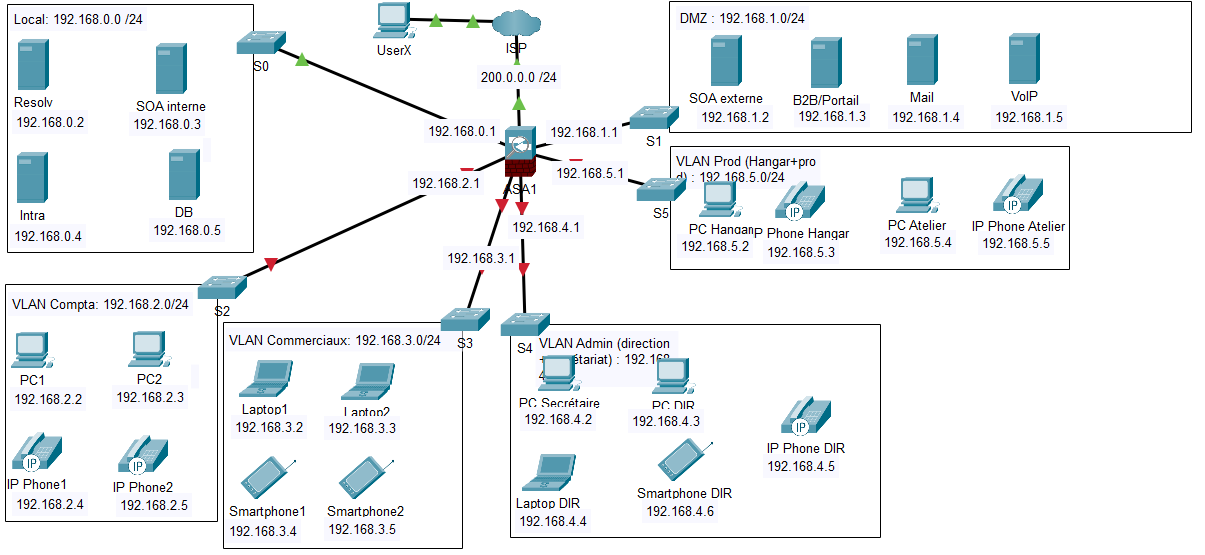 Local: 192.168.0.0 /24
S0
Resolv
192.168.0.2
SOA interne
192.168.0.3
Intra
192.168.0.4
DB
192.168.0.5
UserX
ISP
200.0.0.0 /24
192.168.0.1
192.168.1.1
192.168.2.1
192.168.5.1
ASA1
192.168.4.1
192.168.3.1
DMZ : 192.168.1.0/24
S1
SOA externe
192.168.1.2
B2B/Portail
192.168.1.3
Mail
192.168.1.4
VoIP
192.168.1.5
VLAN Prod (Hangar+pro
d) : 192.168.5.0/24
S5
PC Hangar
192.168.5.2
P Phone Hangar
192.168.5.3
PC Atelier
192.168.5.4
IP Phone Atelier
192.168.5.5
S2
VLAN Compta: 192.168.2.0/24
PC1
192.168.2.2
PC2
192.168.2.3
IP
IP Phone1
192.168.2.4
IP
IP Phone2
192.168.2.5
S3
VLAN Commerciaux: 192.168.3.0/24
Laptop1
192.168.3.2
Laptop2
192.168.3.3
Smartphone1
192.168.3.4
Smartphone2
192.168.3.5
S4
VLAN Admin (direction
étariat) : 192.168
PC Secrétaire
192.168.4.2
PC DIR
192.168.4.3
IP
IP Phone DIR
192.168.4.5
Laptop DIR
192.168.4.4
Smartphone DIR
192.168.4.6
IP
IP